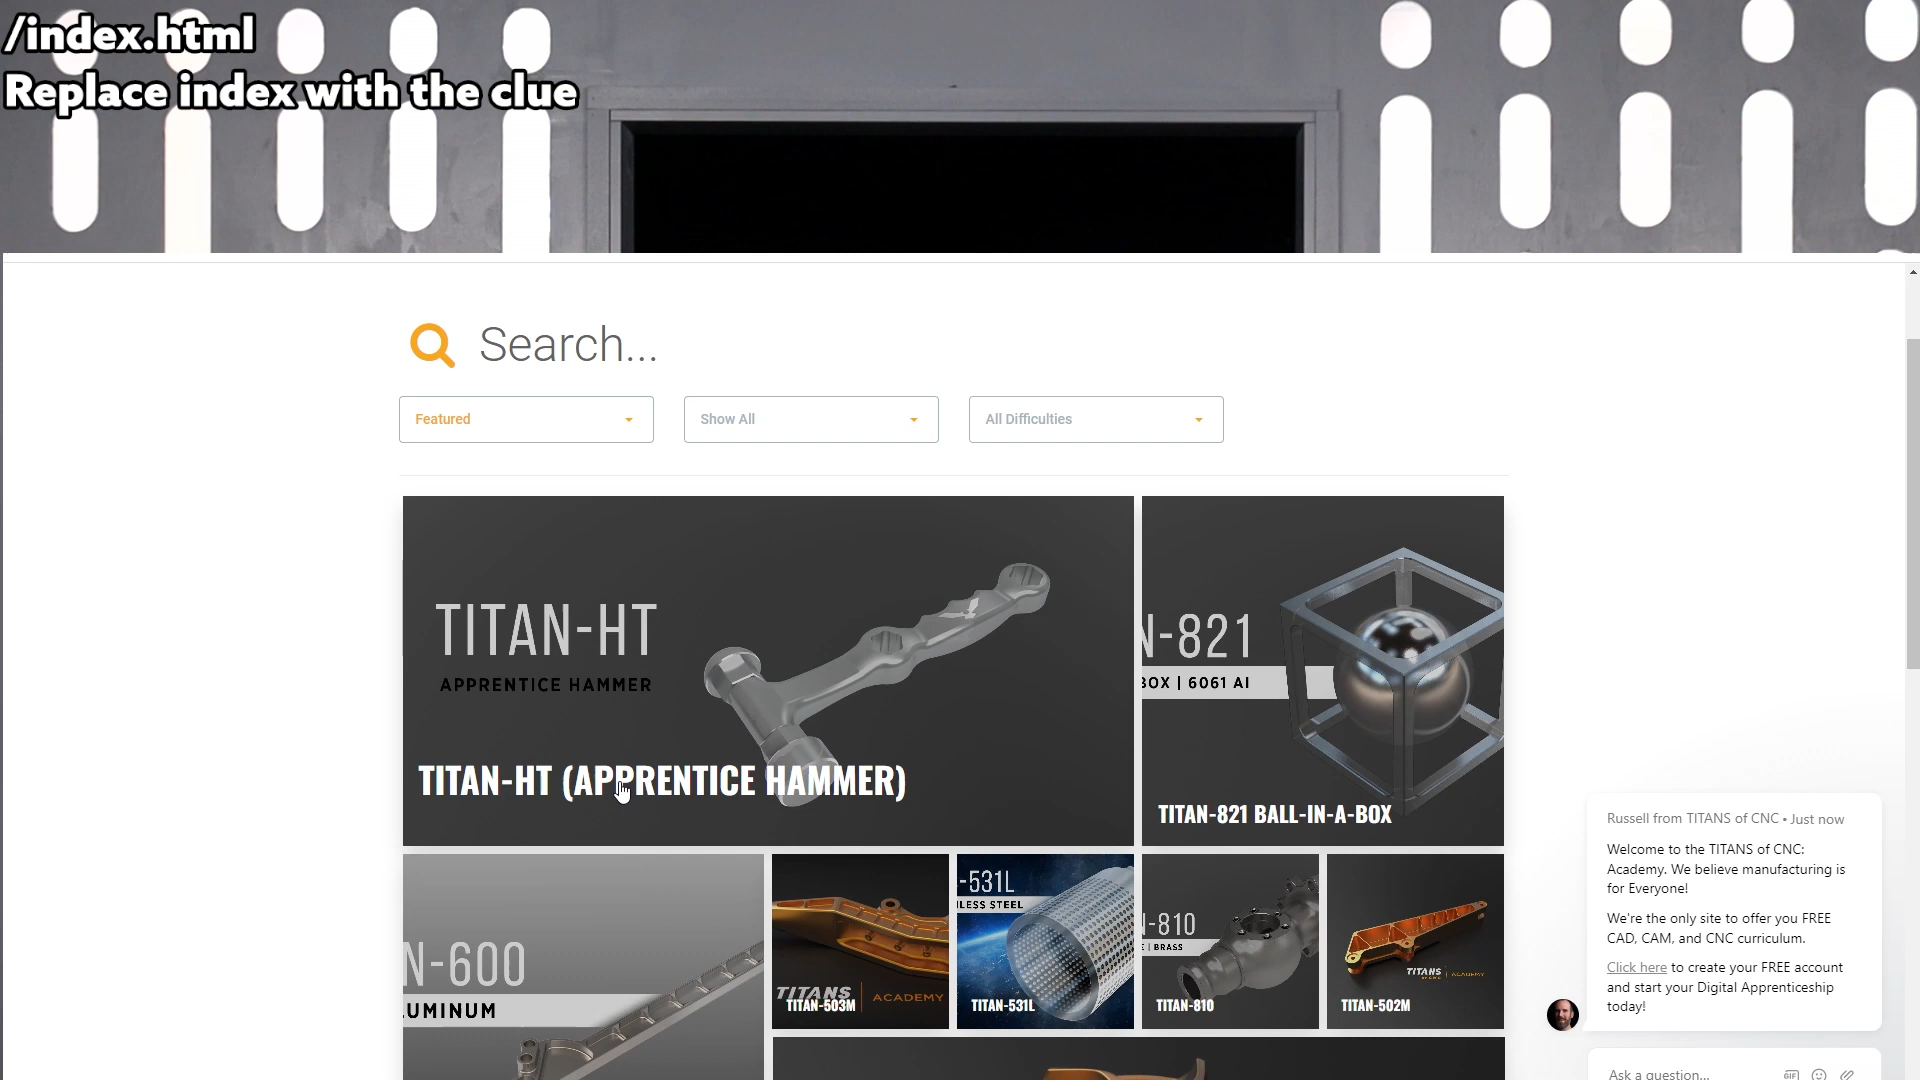 /index.html
Replace index with the clue
Search...
Featured
Show All
All Difficulties
TITAN-HT
APPRENTICE HAMMER
TITAN-HT (APPRENTICE HAMMER)
N-821
BOX | 6061 Al
TITAN-821 BALL-IN-A-BOX
N-600
LUMINUM
TITANS | ACADEMY
TITAN-503M
-531L
NLESS STEEL
TITAN-531L
N-810
E | BRASS
TITAN-810
TITANS | ACADEMY
TITAN-502M
Russell from TITANS of CNC • Just now
Welcome to the TITANS of CNC:
Academy. We believe manufacturing is
for Everyone!
We're the only site to offer you FREE
CAD, CAM, and CNC curriculum.
Click here to create your FREE account
and start your Digital Apprenticeship
today!
Ask a question...
GIF